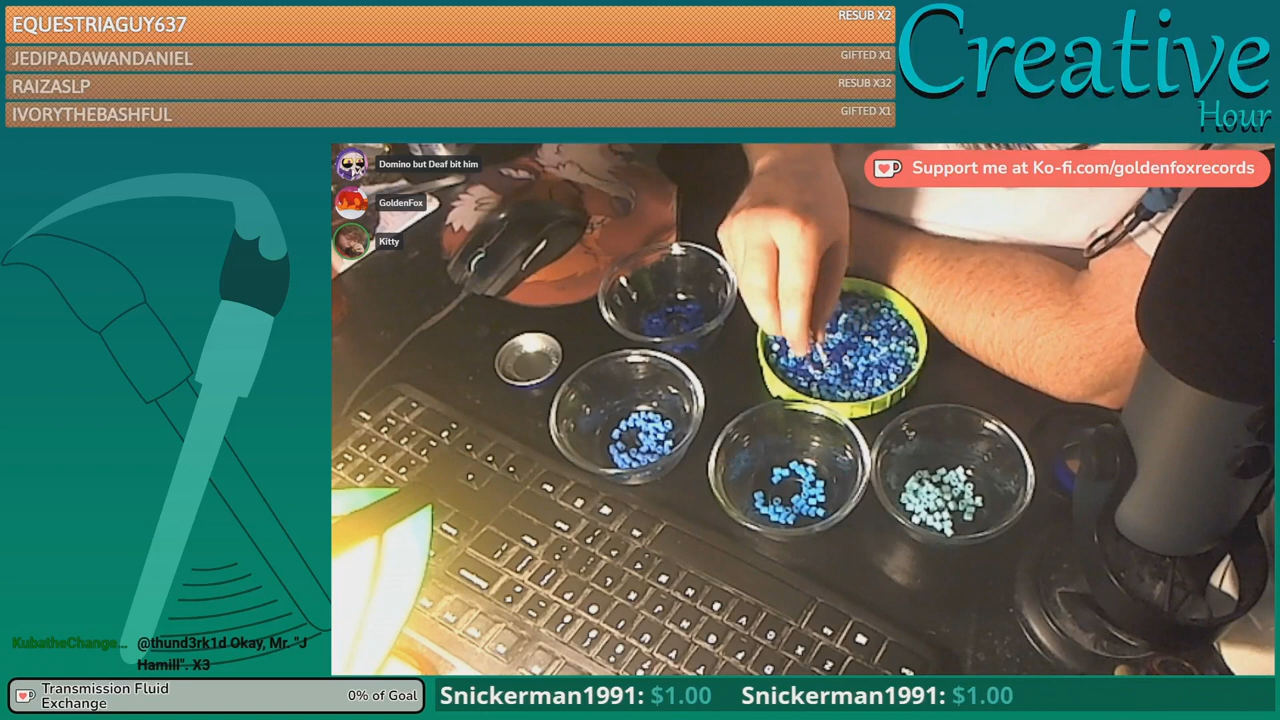 EQUESTRIAGUY637 RESUB X2
JEDIPADAWANDANIEL GIFTED X1
RAIZASLP RESUB X32
IVORYTHEBASHFUL GIFTED X1
Creative
Hour
Domino but Deaf bit him
GoldenFox
Kitty
Support me at Ko-fi.com/goldenfoxrecords
KubatheChange... @thund3rk1d Okay, Mr. "J
Hamill". X3
Transmission Fluid
Exchange
0% of Goal
Snickerman1991: $1.00 Snickerman1991: $1.00